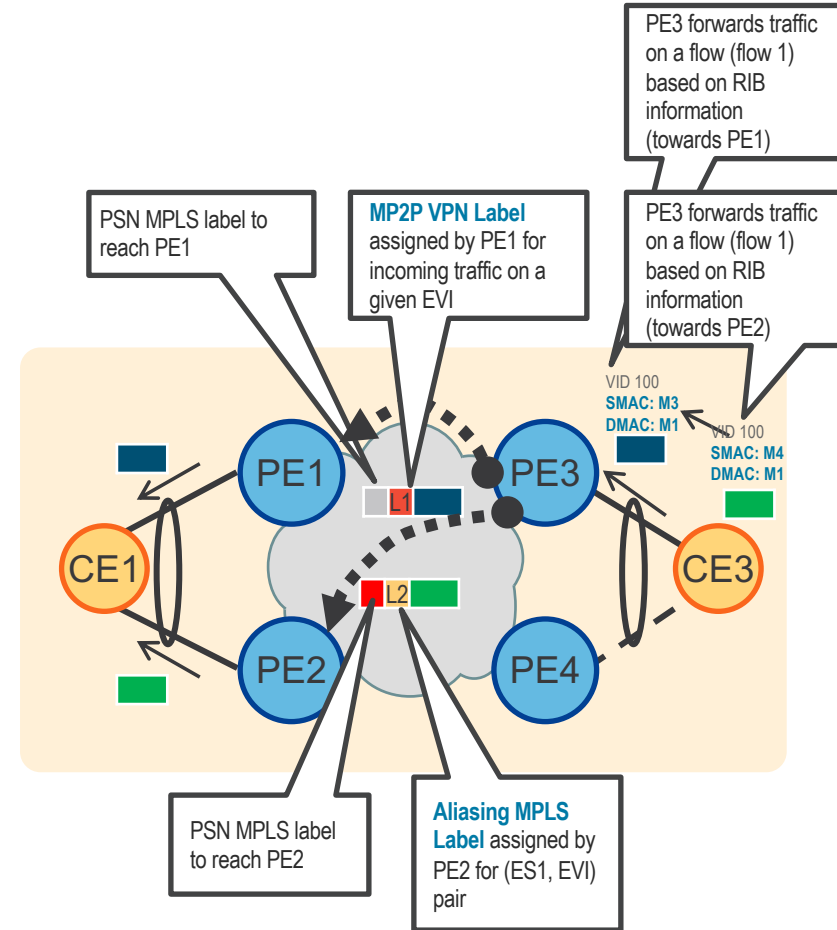 PE3 forwards traffic
on a flow (flow 1)
based on RIB
information
(towards PE1)
PSN MPLS label to
reach PE1
MP2P VPN Label
assigned by PE1 for
incoming traffic on a
given EVI
PE3 forwards traffic
on a flow (flow 1)
based on RIB
information
(towards PE2)
VID 100
SMAC: M3
DMAC: M1
VID 100
SMAC: M4
DMAC: M1
PE1
L1
PE3
CE1
CE3
L2
PE2
PE4
PSN MPLS label
to reach PE2
Aliasing MPLS
Label assigned by
PE2 for (ES1, EVI)
pair